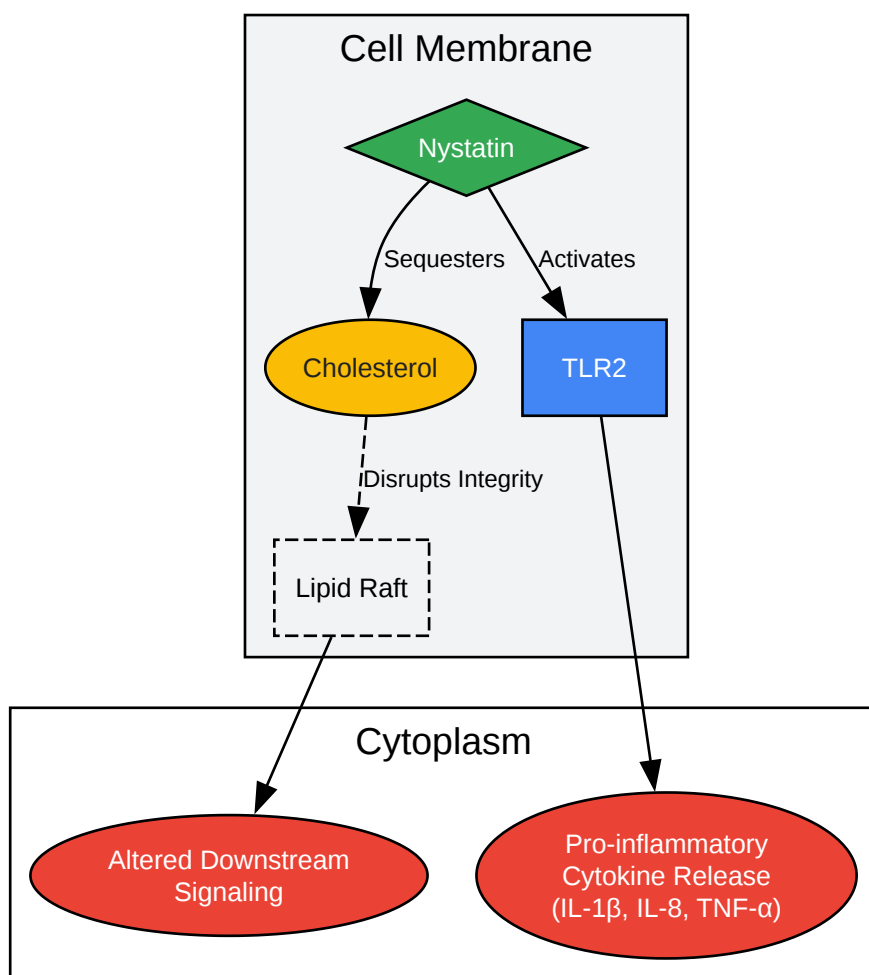 Cell Membrane
Nystatin
Sequesters
Activates
Cholesterol
TLR2
Disrupts Integrity
Lipid Raft
Cytoplasm
Altered Downstream
Signaling
Pro-inflammatory
Cytokine Release
(IL-1β, IL-8, TNF-α)